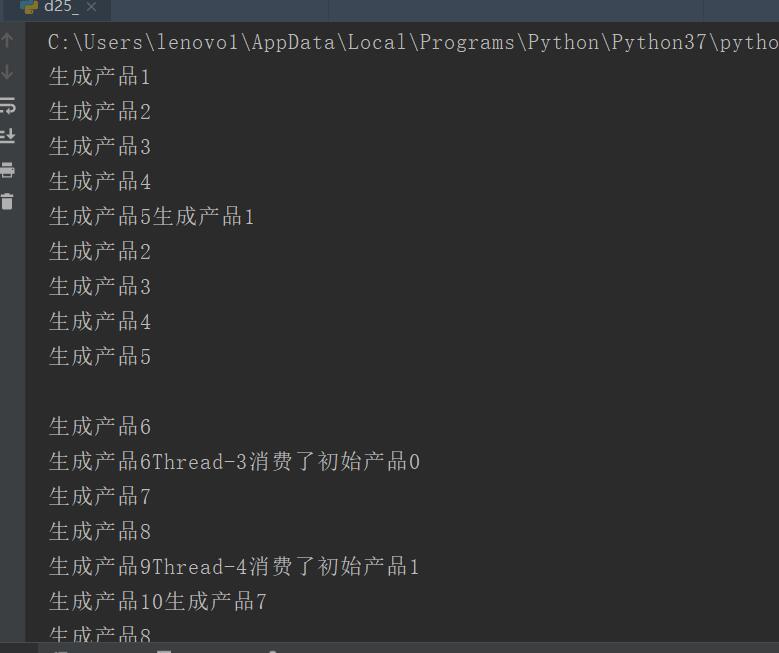 d25_
C:\Users\lenovo1\AppData\Local\Programs\Python\Python37\pytho
生成产品1
生成产品2
生成产品3
生成产品4
生成产品5生成产品1
生成产品2
生成产品3
生成产品4
生成产品5
生成产品6
生成产品6Thread-3消费了初始产品0
生成产品7
生成产品8
生成产品9Thread-4消费了初始产品1
生成产品10生成产品7
生成产品8